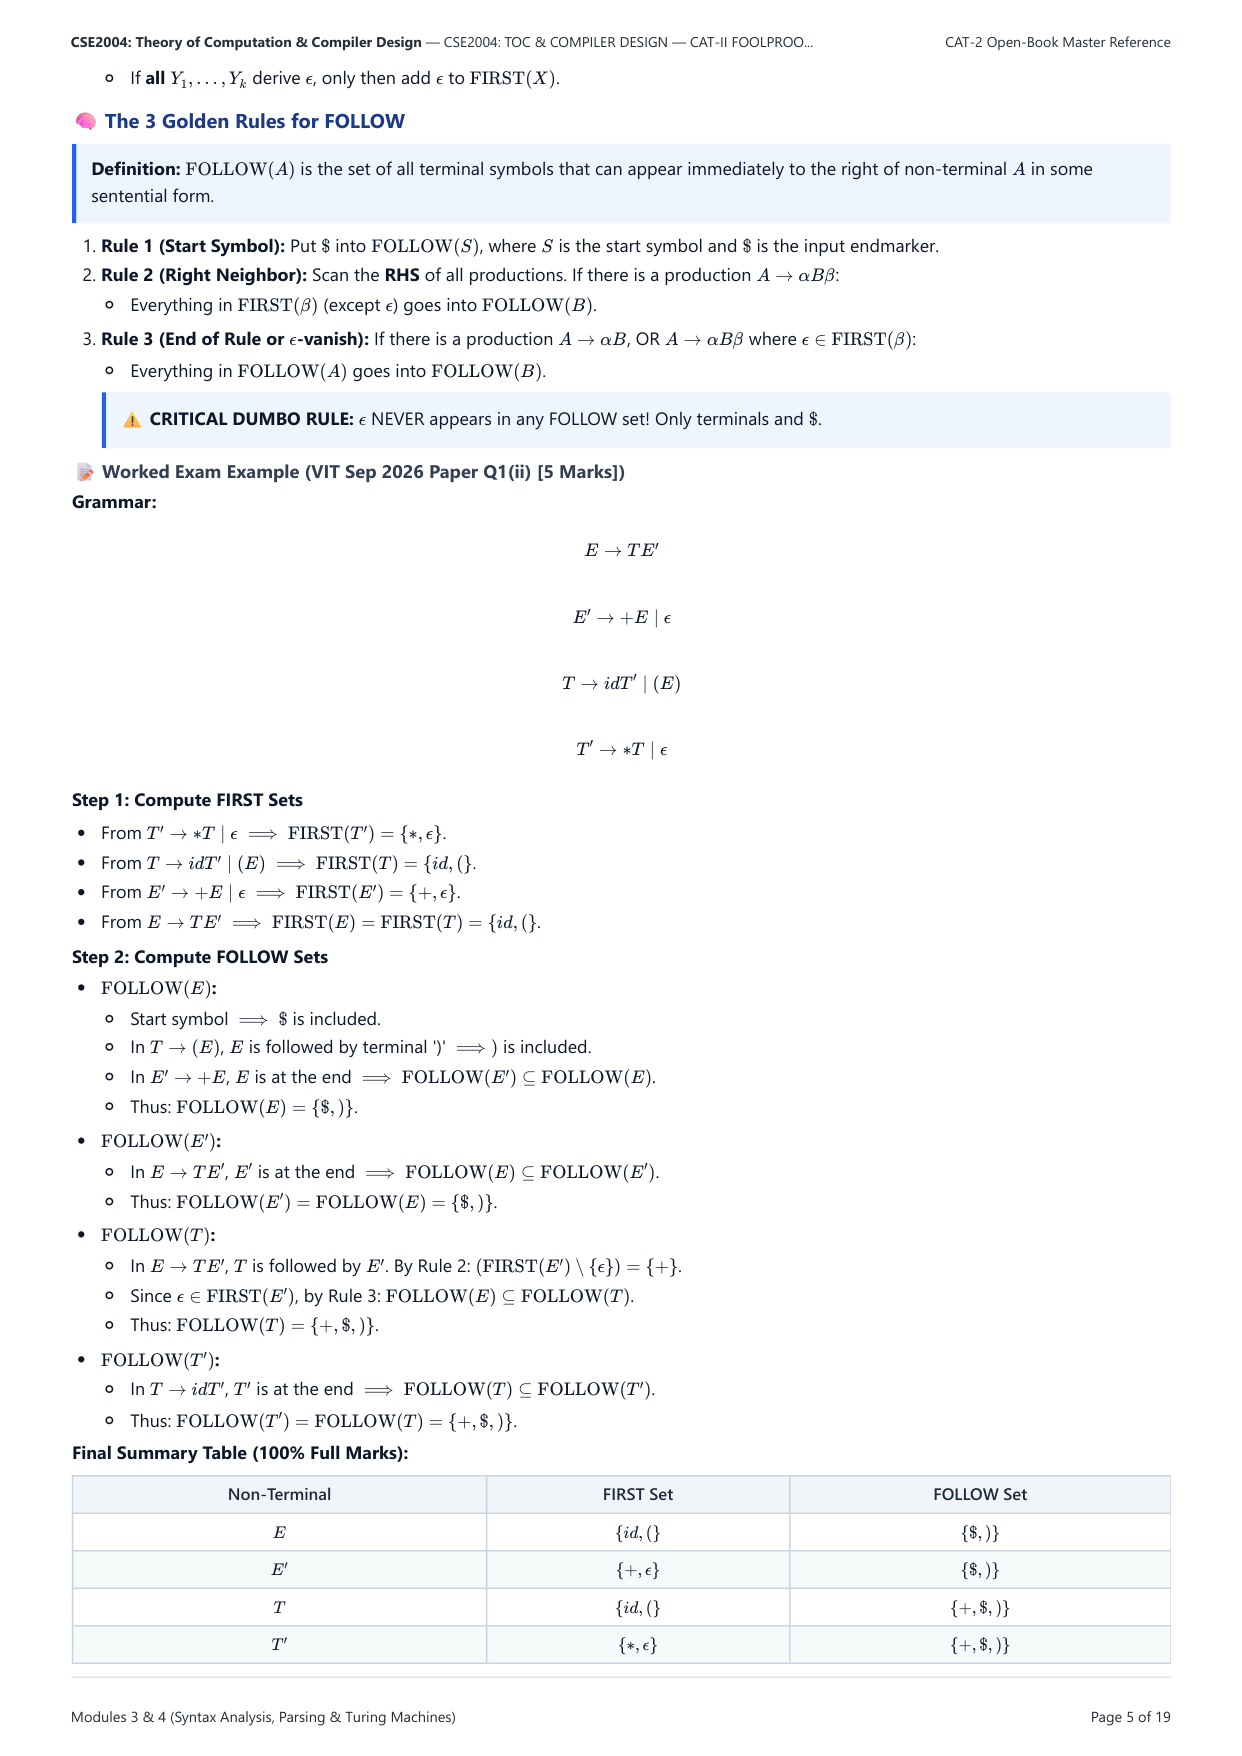 CSE2004: Theory of Computation & Compiler Design — CSE2004: TOC & COMPILER DESIGN — CAT-II FOOLPROO... CAT-2 Open-Book Master Reference
If all Y₁, . . . , Yₖ derive ϵ, only then add ϵ to FIRST(X).
🧠 The 3 Golden Rules for FOLLOW
Definition: FOLLOW(A) is the set of all terminal symbols that can appear immediately to the right of non-terminal A in some
sentential form.
1. Rule 1 (Start Symbol): Put $ into FOLLOW(S), where S is the start symbol and $ is the input endmarker.
2. Rule 2 (Right Neighbor): Scan the RHS of all productions. If there is a production A → αBβ:
Everything in FIRST(β) (except ϵ) goes into FOLLOW(B).
3. Rule 3 (End of Rule or ϵ-vanish): If there is a production A → αB, OR A → αBβ where ϵ ∈ FIRST(β):
Everything in FOLLOW(A) goes into FOLLOW(B).
⚠️ CRITICAL DUMBO RULE: ϵ NEVER appears in any FOLLOW set! Only terminals and $.
📝 Worked Exam Example (VIT Sep 2026 Paper Q1(ii) [5 Marks])
Grammar:
E → TE′
E′ → +E | ϵ
T → idT′ | (E)
T′ → ∗T | ϵ
Step 1: Compute FIRST Sets
From T′ → ∗T | ϵ ⟹ FIRST(T′) = {∗, ϵ}.
From T → idT′ | (E) ⟹ FIRST(T) = {id, (}.
From E′ → +E | ϵ ⟹ FIRST(E′) = {+, ϵ}.
From E → TE′ ⟹ FIRST(E) = FIRST(T) = {id, (}.
Step 2: Compute FOLLOW Sets
FOLLOW(E):
Start symbol ⟹ $ is included.
In T → (E), E is followed by terminal ')' ⟹ ) is included.
In E′ → +E, E is at the end ⟹ FOLLOW(E′) ⊆ FOLLOW(E).
Thus: FOLLOW(E) = {$, )}.
FOLLOW(E′):
In E → TE′, E′ is at the end ⟹ FOLLOW(E) ⊆ FOLLOW(E′).
Thus: FOLLOW(E′) = FOLLOW(E) = {$, )}.
FOLLOW(T):
In E → TE′, T is followed by E′. By Rule 2: (FIRST(E′) \ {ϵ}) = {+}.
Since ϵ ∈ FIRST(E′), by Rule 3: FOLLOW(E) ⊆ FOLLOW(T).
Thus: FOLLOW(T) = {+, $, )}.
FOLLOW(T′):
In T → idT′, T′ is at the end ⟹ FOLLOW(T) ⊆ FOLLOW(T′).
Thus: FOLLOW(T′) = FOLLOW(T) = {+, $, )}.
Final Summary Table (100% Full Marks):
Non-Terminal FIRST Set FOLLOW Set
E {id, (} {$, )}
E′ {+, ϵ} {$, )}
T {id, (} {+, $, )}
T′ {∗, ϵ} {+, $, )}
Modules 3 & 4 (Syntax Analysis, Parsing & Turing Machines) Page 5 of 19